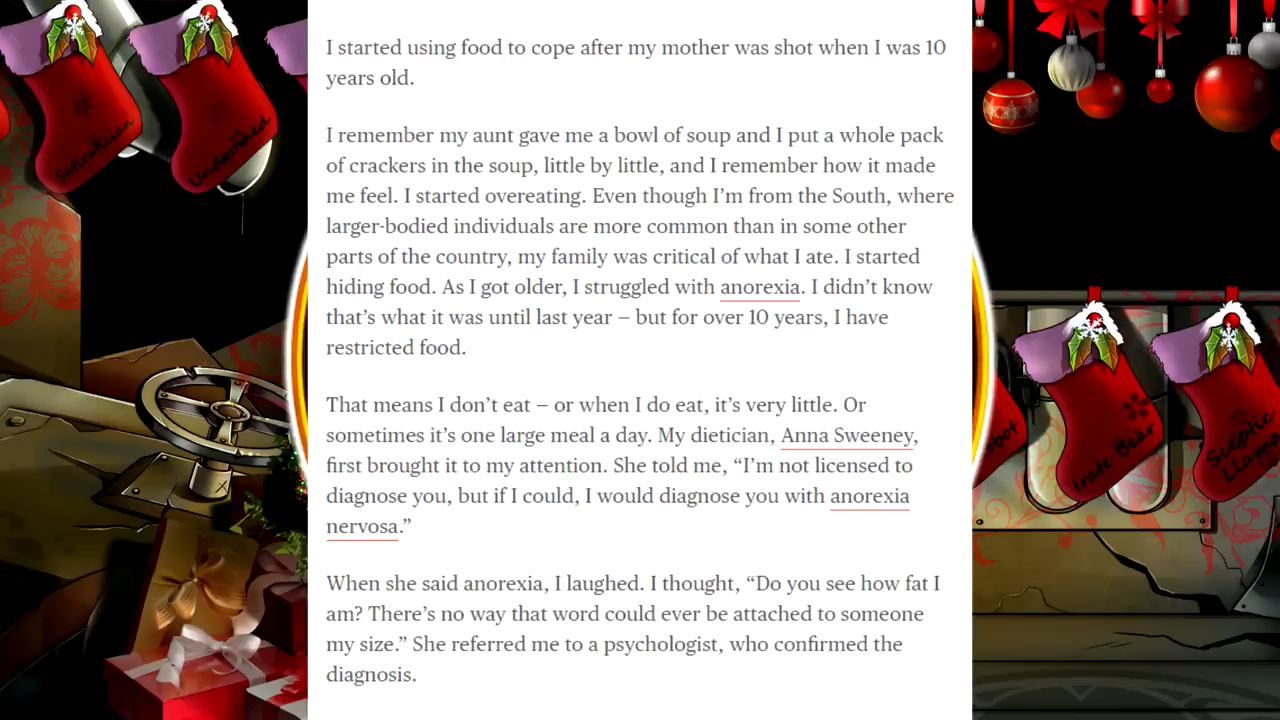 I started using food to cope after my mother was shot when I was 10
years old.
I remember my aunt gave me a bowl of soup and I put a whole pack
of crackers in the soup, little by little, and I remember how it made
me feel. I started overeating. Even though I’m from the South, where
larger-bodied individuals are more common than in some other
parts of the country, my family was critical of what I ate. I started
hiding food. As I got older, I struggled with anorexia. I didn’t know
that’s what it was until last year – but for over 10 years, I have
restricted food.
That means I don’t eat – or when I do eat, it’s very little. Or
sometimes it’s one large meal a day. My dietician, Anna Sweeney,
first brought it to my attention. She told me, “I’m not licensed to
diagnose you, but if I could, I would diagnose you with anorexia
nervosa.”
When she said anorexia, I laughed. I thought, “Do you see how fat I
am? There’s no way that word could ever be attached to someone
my size.” She referred me to a psychologist, who confirmed the
diagnosis.
Undoomed
Irate Bear
Sceptic
Llama